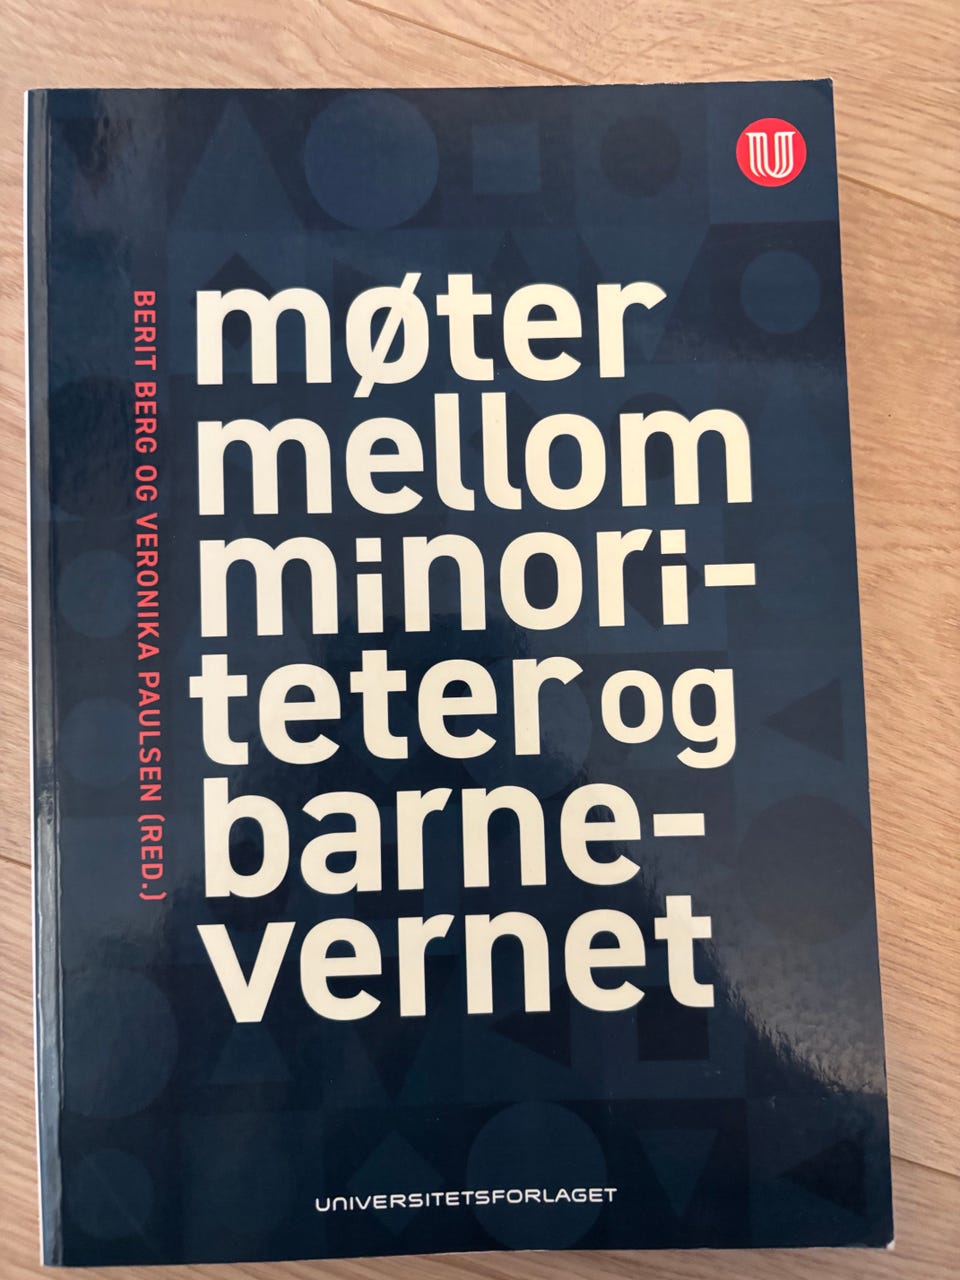 U
møter
mellom
minori-
teter og
barne-
vernet
BERIT BERG OG VERONIKA PAULSEN (RED.)
UNIVERSITETSFORLAGET